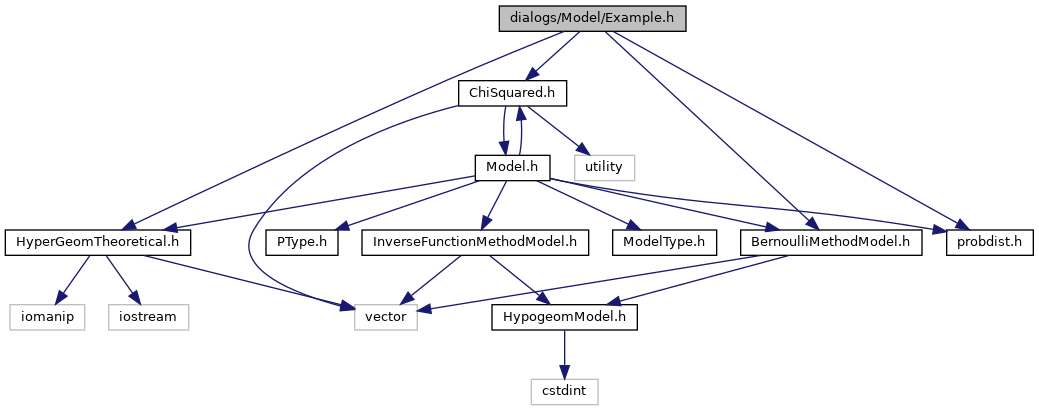 dialogs/Model/Example.h
ChiSquared.h
Model.h
utility
HyperGeomTheoretical.h
PType.h
InverseFunctionMethodModel.h
ModelType.h
BernoulliMethodModel.h
probdist.h
iomanip
iostream
vector
HypogeomModel.h
cstdint